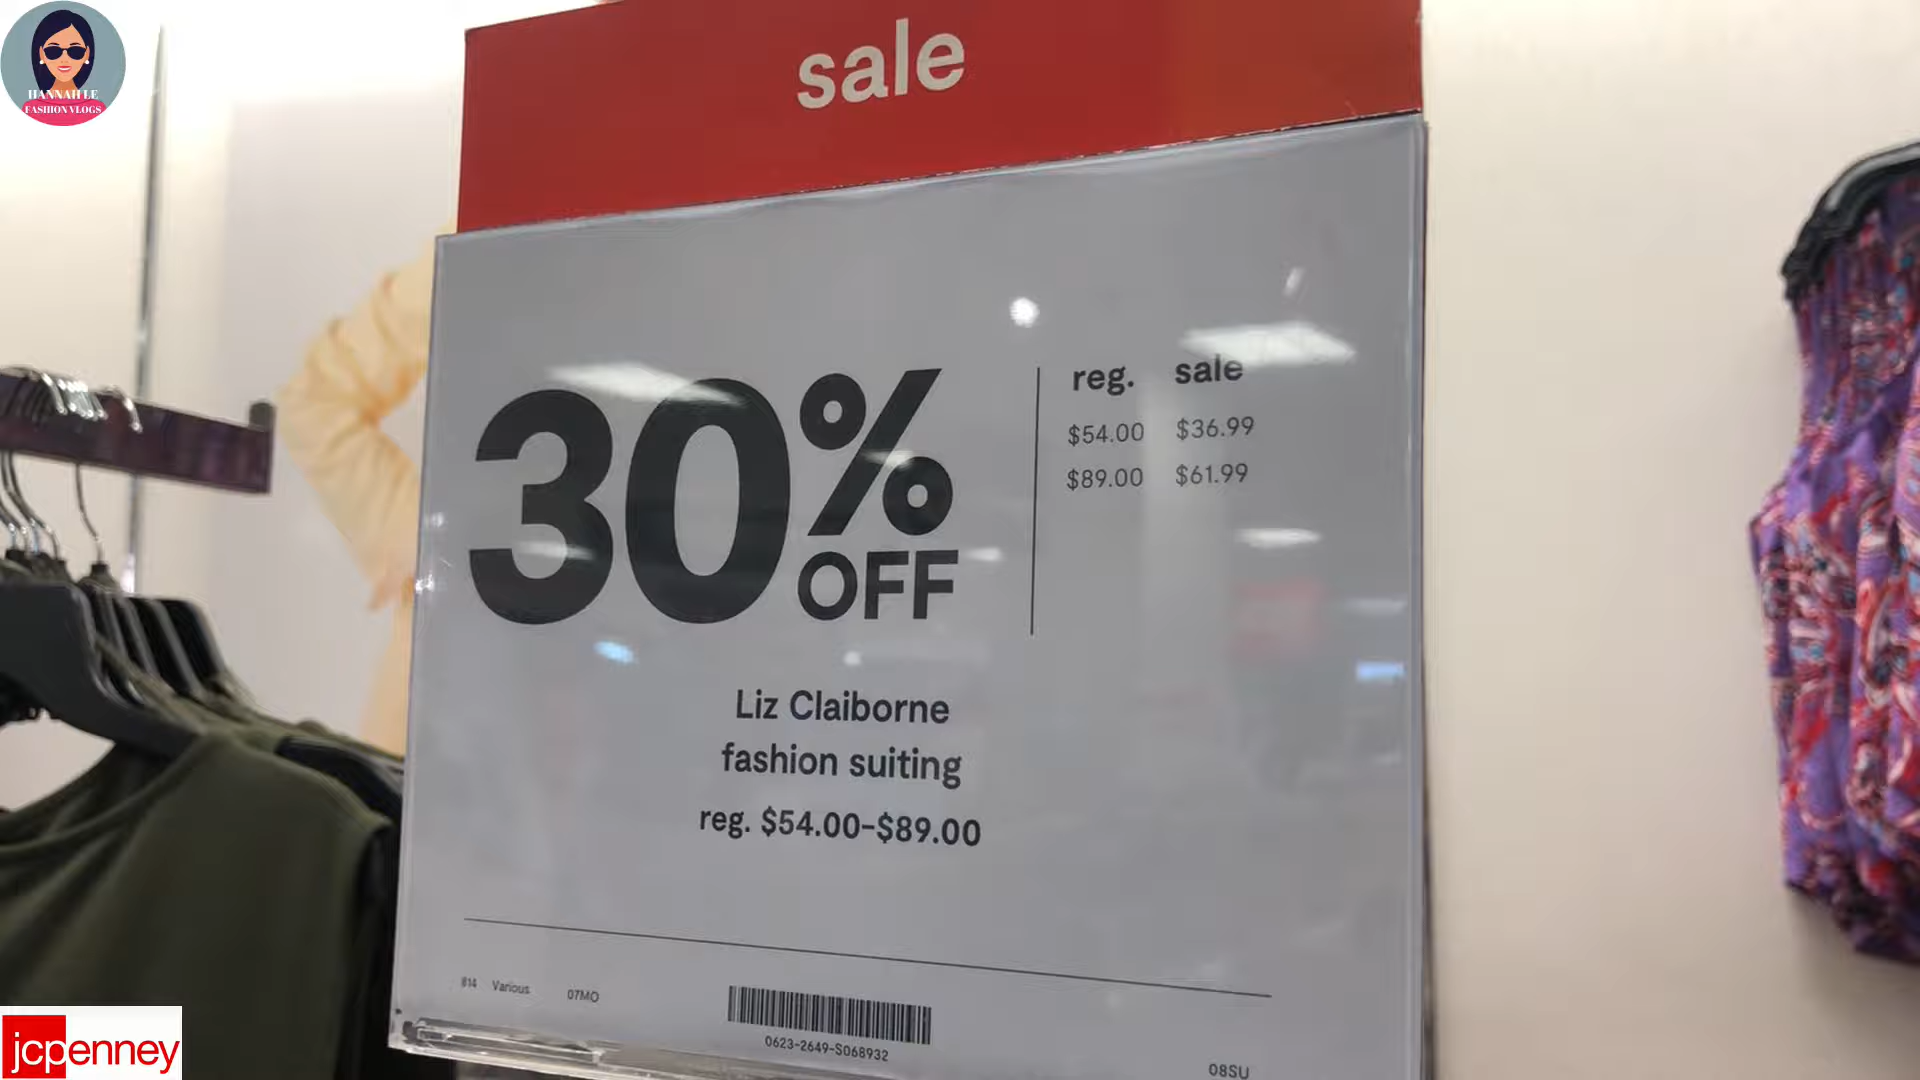 HANNAH LE
FASHION VLOGS
sale
30%
OFF
reg. sale
$54.00 $36.99
$89.00 $61.99
Liz Claiborne
fashion suiting
reg. $54.00-$89.00
814 Various 07MO
0623-2649-S068932
08SU
jcpenney